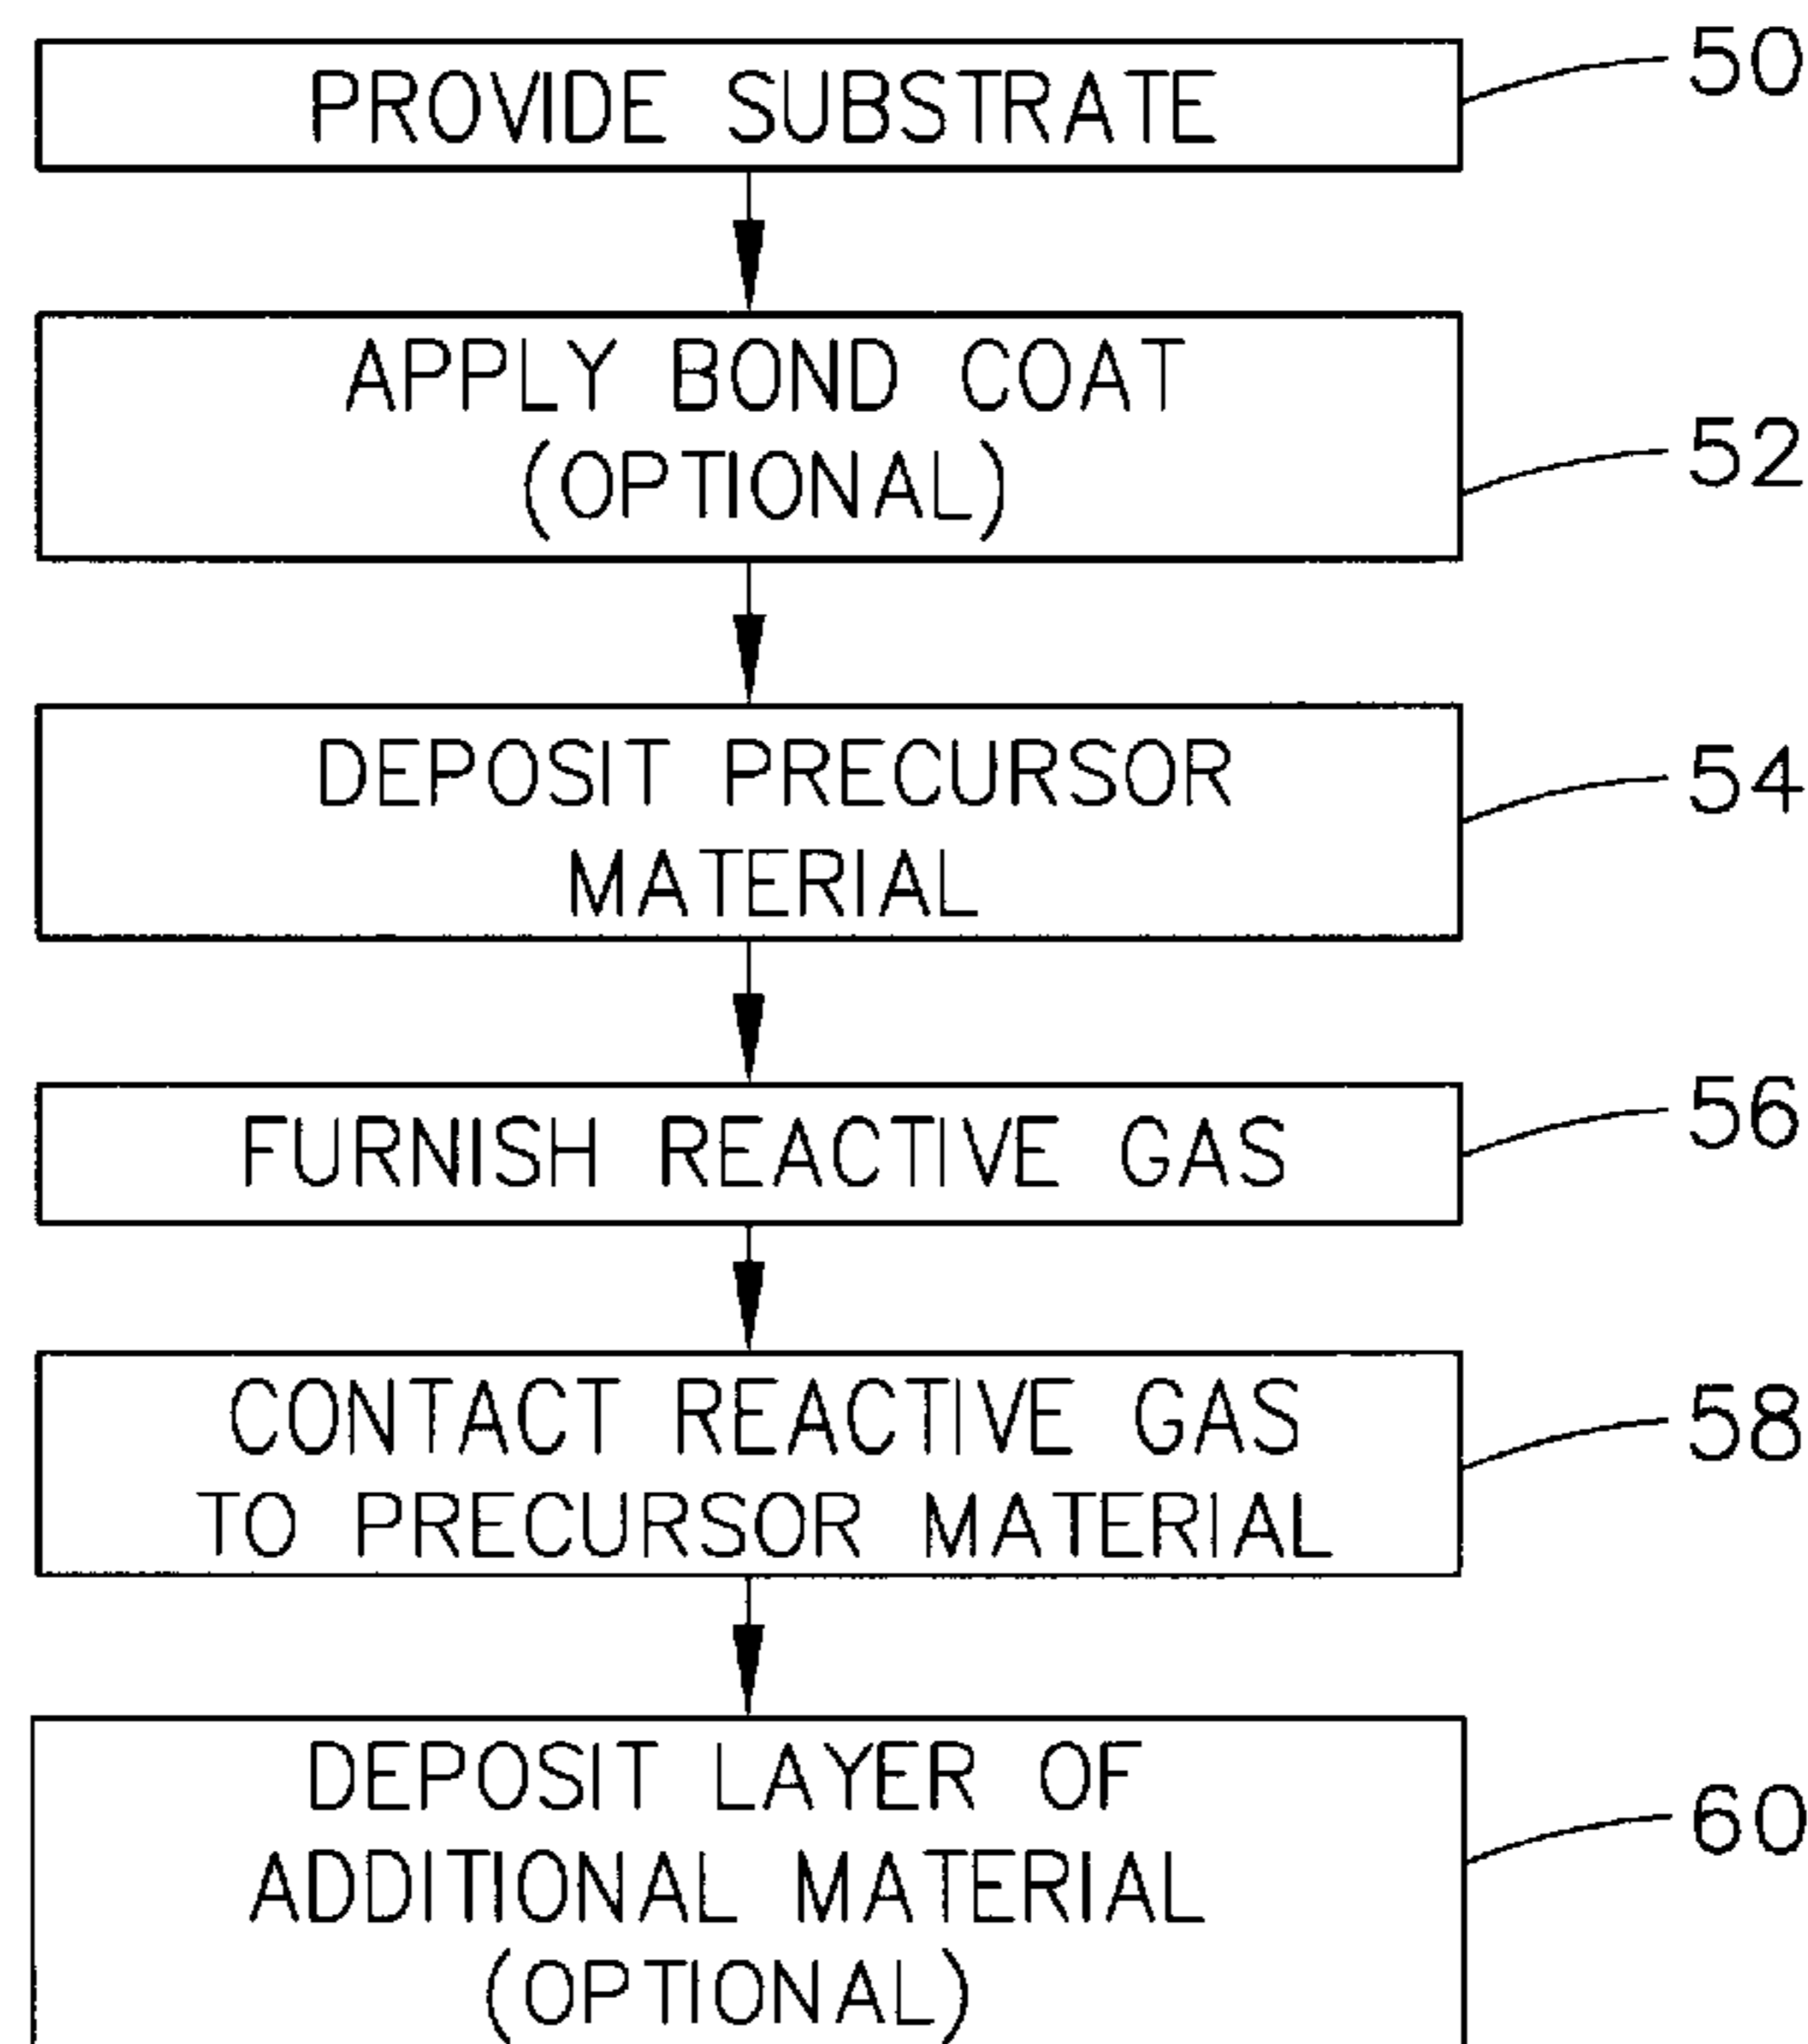 PROVIDE SUBSTRATE
50
APPLY BOND COAT
(OPTIONAL)
52
DEPOSIT PRECURSOR
MATERIAL
54
FURNISH REACTIVE GAS
56
CONTACT REACTIVE GAS
TO PRECURSOR MATERIAL
58
DEPOSIT LAYER OF
ADDITIONAL MATERIAL
(OPTIONAL)
60